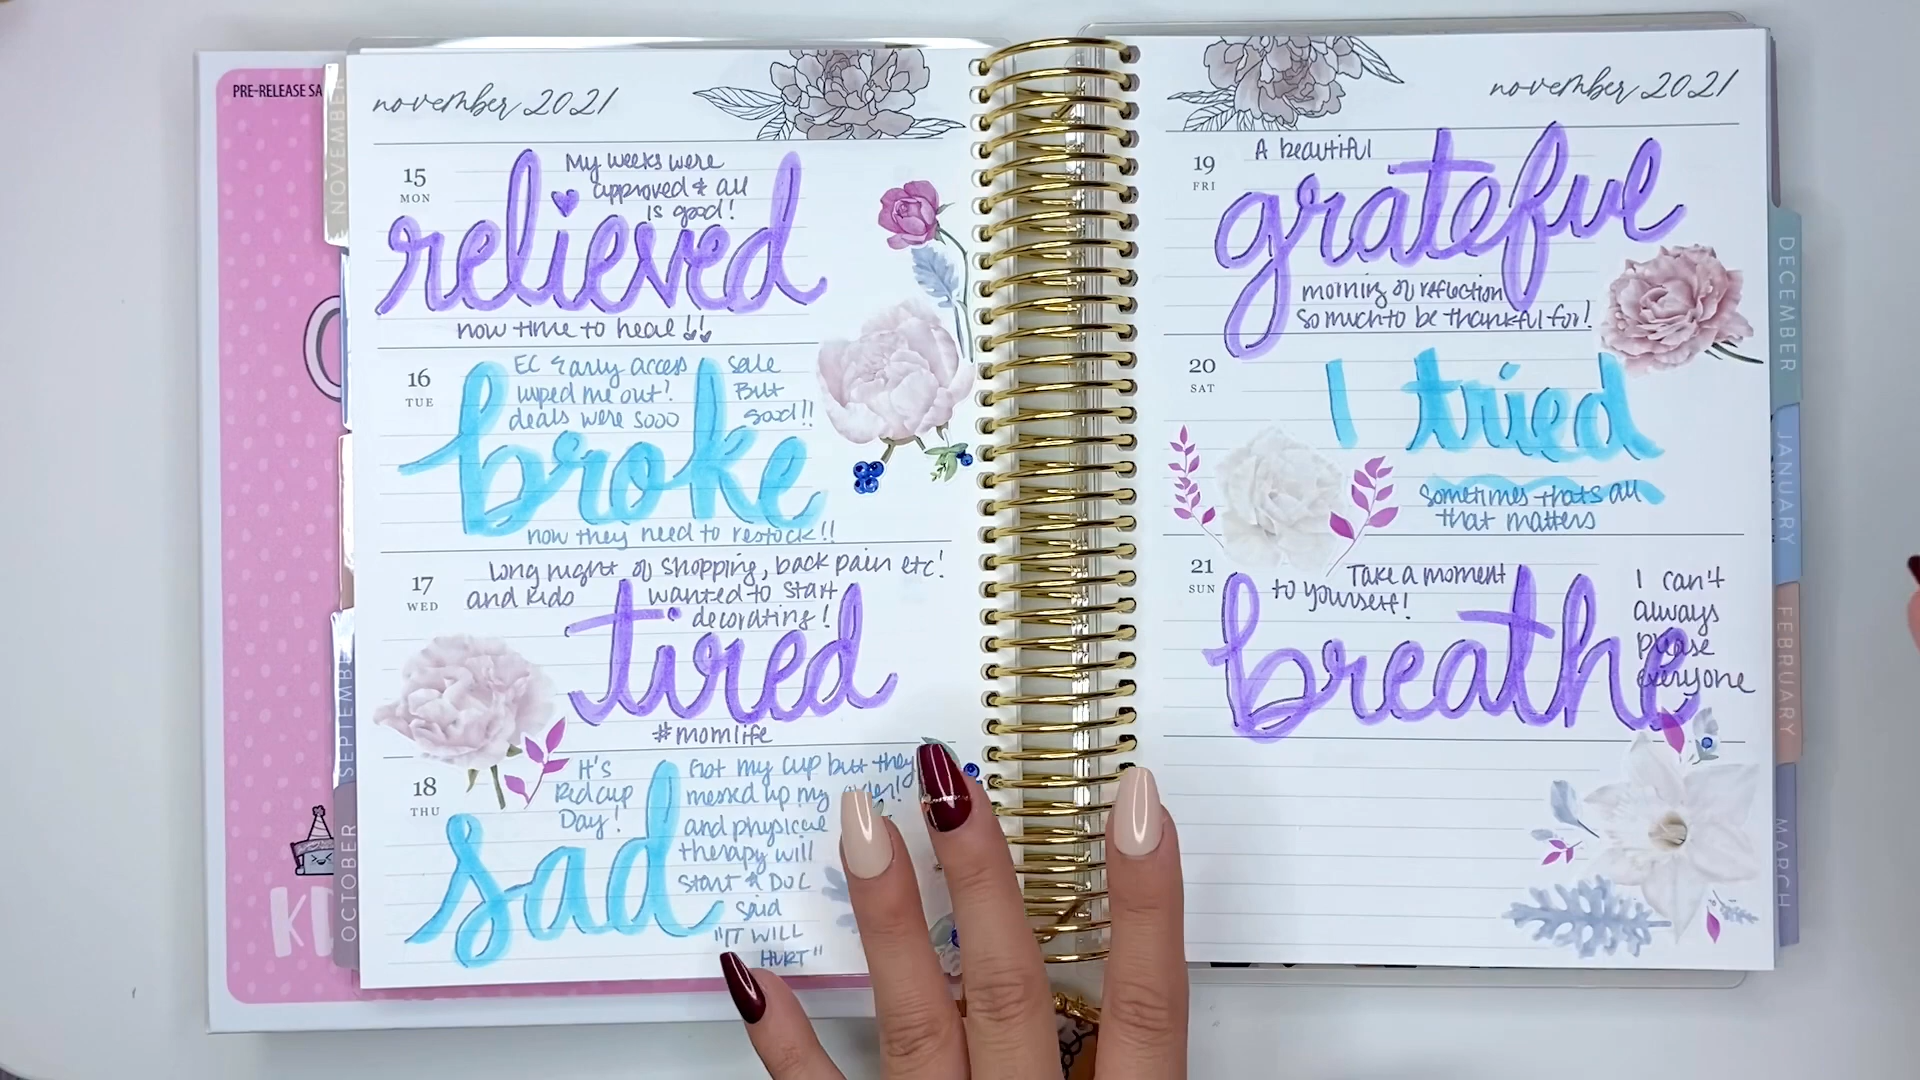 PRE-RELEASE SA
NOVEMBER
SEPTEMBER
OCTOBER
november 2021
15
MON
My weeks were
approved & all
is good!
relieved
now time to heal!!
16
TUE
EC Early access sale
wiped me out! But
deals were sooo good!!
broke
now they need to restock!!
17
WED
long night of shopping, back pain etc!
and kids wanted to start
decorating!
tired
#momlife
18
THU
It's
Red cup
Day!
sad
Got my cup but they
messed up my order!
and physical
therapy will
start & Doc
said
"IT WILL
HURT"
november 2021
19
FRI
A beautiful
grateful
morning of reflection
so much to be thankful for!
20
SAT
I tried
sometimes thats all
that matters
21
SUN
Take a moment
to yourself!
breathe
I can't
always
please
everyone
DECEMBER
JANUARY
FEBRUARY
MARCH